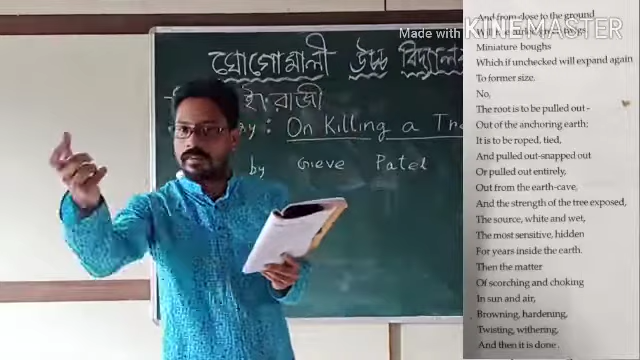 Made with KINEMASTER
ঘোগোমালী উচ্চ বিদ্যালয়
ইংরাজী
On Killing a Tree
by Gieve Patel
And from close to the ground
Miniature boughs
Which if unchecked will expand again
To former size.
No,
The root is to be pulled out -
Out of the anchoring earth;
It is to be roped, tied,
And pulled out-snapped out
Or pulled out entirely,
Out from the earth-cave,
And the strength of the tree exposed,
The source, white and wet,
The most sensitive, hidden
For years inside the earth.
Then the matter
Of scorching and choking
In sun and air,
Browning, hardening,
Twisting, withering,
And then it is done.